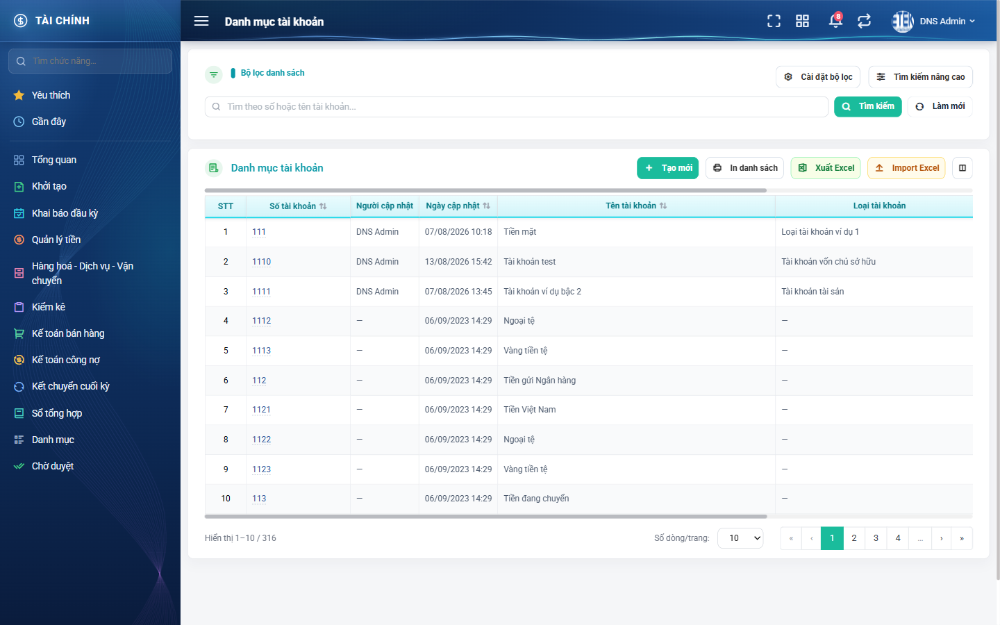 TÀI CHÍNH
Danh mục tài khoản
8
DNS Admin
Tìm chức năng...
Yêu thích
Gần đây
Tổng quan
Khởi tạo
Khai báo đầu kỳ
Quản lý tiền
Hàng hoá - Dịch vụ - Vận
chuyển
Kiểm kê
Kế toán bán hàng
Kế toán công nợ
Kết chuyển cuối kỳ
Sổ tổng hợp
Danh mục
Chờ duyệt
Bộ lọc danh sách
Cài đặt bộ lọc
Tìm kiếm nâng cao
Tìm theo số hoặc tên tài khoản...
Tìm kiếm
Làm mới
Danh mục tài khoản
Tạo mới
In danh sách
Xuất Excel
Import Excel
STT Số tài khoản Người cập nhật Ngày cập nhật Tên tài khoản Loại tài khoản
1 111 DNS Admin 07/08/2026 10:18 Tiền mặt Loại tài khoản ví dụ 1
2 1110 DNS Admin 13/08/2026 15:42 Tài khoản test Tài khoản vốn chủ sở hữu
3 1111 DNS Admin 07/08/2026 13:45 Tài khoản ví dụ bậc 2 Tài khoản tài sản
4 1112 — 06/09/2023 14:29 Ngoại tệ —
5 1113 — 06/09/2023 14:29 Vàng tiền tệ —
6 112 — 06/09/2023 14:29 Tiền gửi Ngân hàng —
7 1121 — 06/09/2023 14:29 Tiền Việt Nam —
8 1122 — 06/09/2023 14:29 Ngoại tệ —
9 1123 — 06/09/2023 14:29 Vàng tiền tệ —
10 113 — 06/09/2023 14:29 Tiền đang chuyển —
Hiển thị 1–10 / 316
Số dòng/trang: 10
« ‹ 1 2 3 4 ... › »